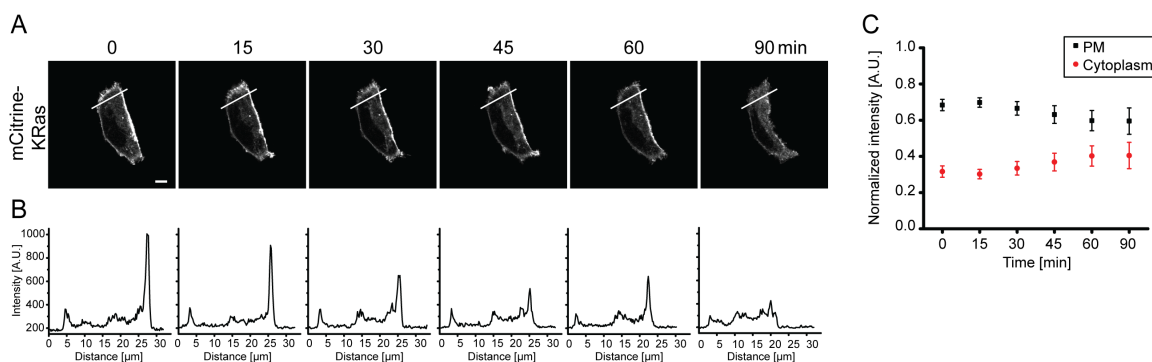 A
0 15 30 45 60 90 min
mCitrine-
KRas
B
Intensity [A.U.]
1000
800
600
400
200
0 5 10 15 20 25 30
Distance [µm]
0 5 10 15 20 25 30
Distance [µm]
0 5 10 15 20 25 30
Distance [µm]
0 5 10 15 20 25 30
Distance [µm]
0 5 10 15 20 25 30
Distance [µm]
0 5 10 15 20 25 30
Distance [µm]
C
PM
Cytoplasm
Normalized intensity [A.U.]
1.0
0.8
0.6
0.4
0.2
0.0
0 15 30 45 60 90
Time [min]